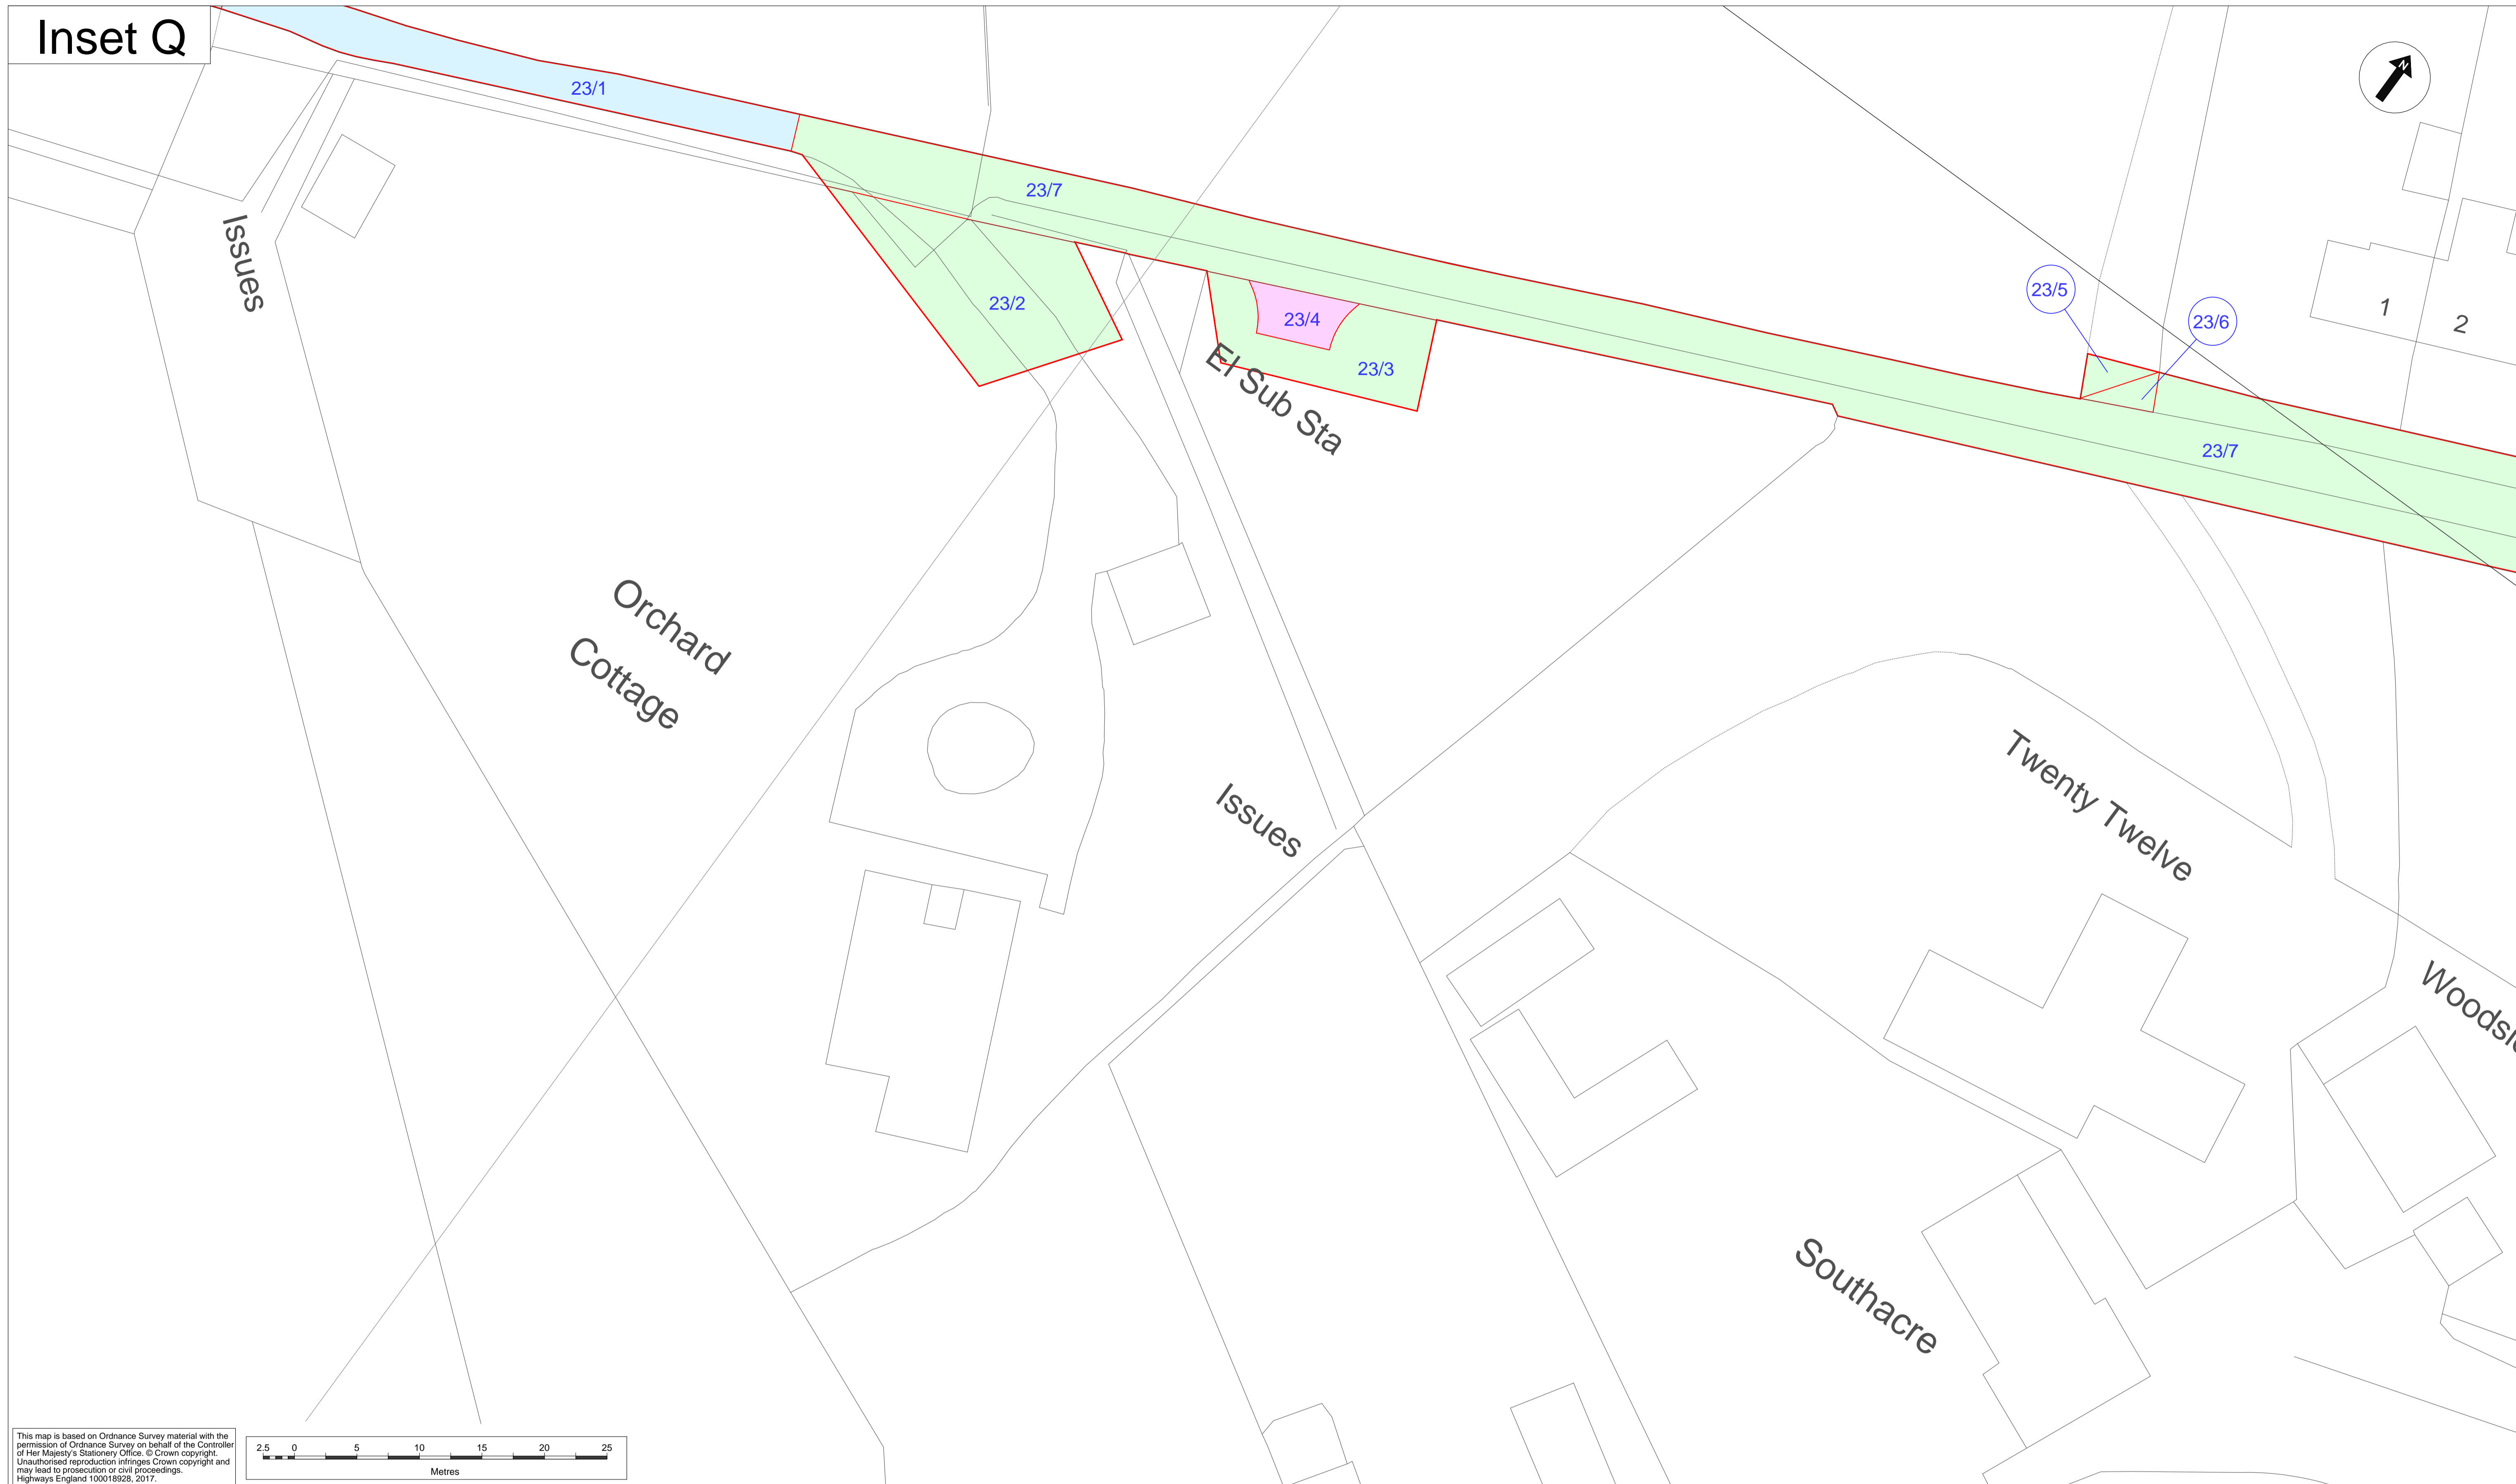 Inset Q
N
23/1
23/7
23/2
23/4
23/3
23/5
23/6
23/7
1
2
Issues
El Sub Sta
Orchard
Cottage
Issues
Twenty Twelve
Southacre
This map is based on Ordnance Survey material with the
permission of Ordnance Survey on behalf of the Controller
of Her Majesty's Stationery Office. © Crown copyright.
Unauthorised reproduction infringes Crown copyright and
may lead to prosecution or civil proceedings.
Highways England 100018928, 2017.
2.5 0 5 10 15 20 25
Metres